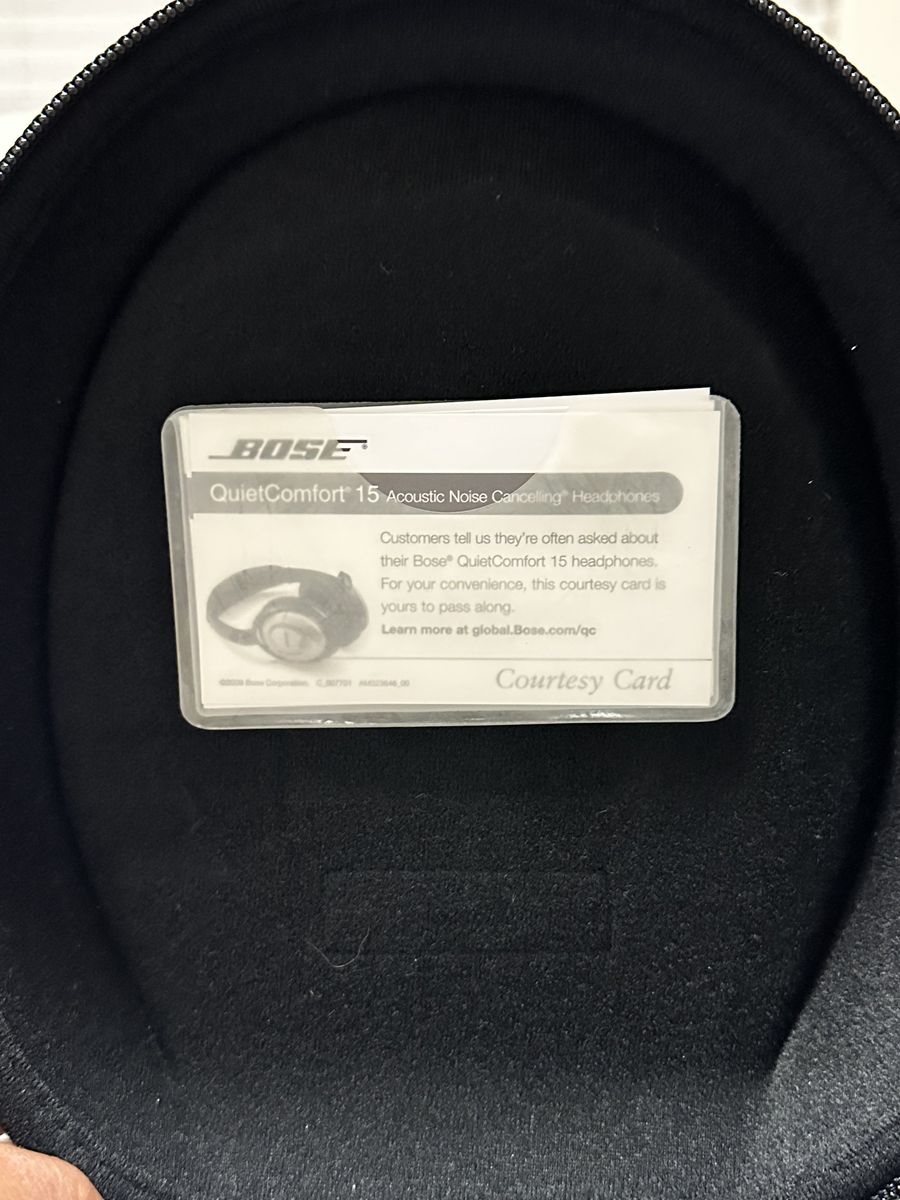 BOSE®
QuietComfort® 15 Acoustic Noise Cancelling® Headphones
Customers tell us they're often asked about
their Bose® QuietComfort 15 headphones.
For your convenience, this courtesy card is
yours to pass along.
Learn more at global.Bose.com/qc
Courtesy Card